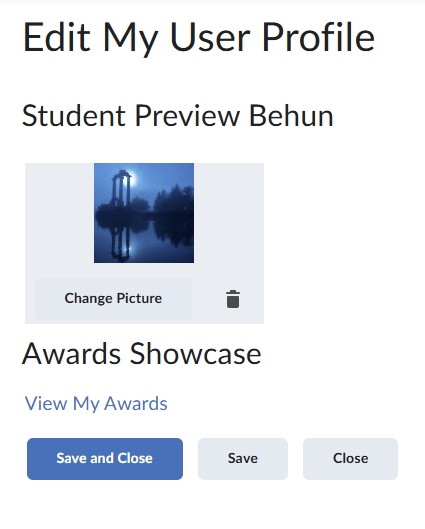 Edit My User Profile
Student Preview Behun
Change Picture
Awards Showcase
View My Awards
Save and Close
Save
Close